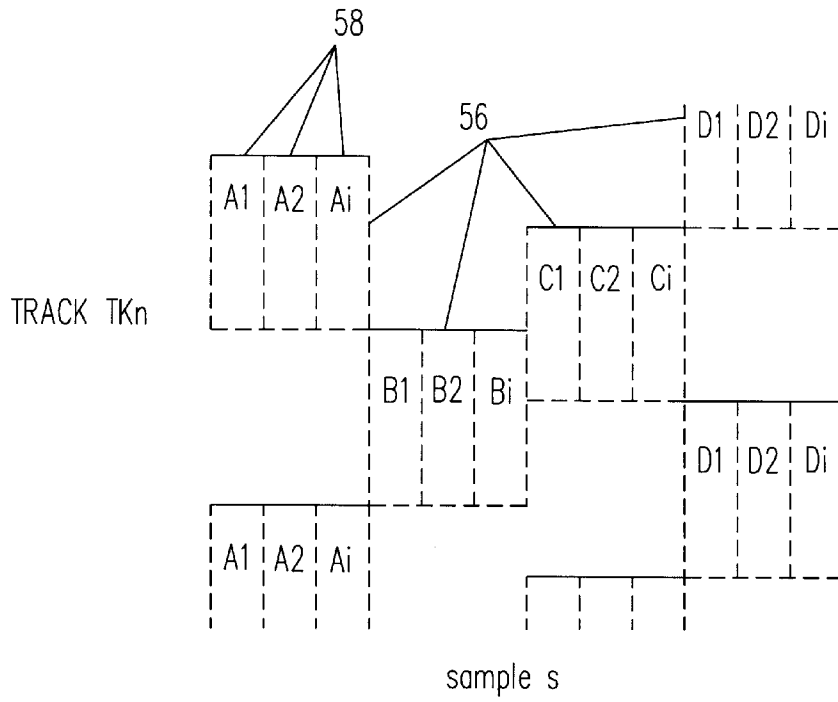 58
56
D1 D2 Di
A1 A2 Ai
C1 C2 Ci
TRACK TKn
B1 B2 Bi
D1 D2 Di
A1 A2 Ai
sample s